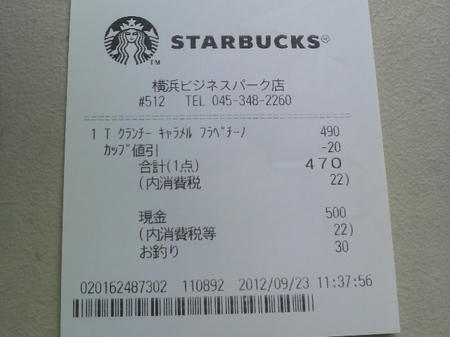 STARBUCKS®
TM
横浜ビジネスパーク店
#512 TEL 045-348-2260
1 T クランチー キャラメル フラペチーノ 490
カップ値引 -20
合計(1点) 470
(内消費税 22)
現金 500
(内消費税等 22)
お釣り 30
020162487302 110892 2012/09/23 11:37:56